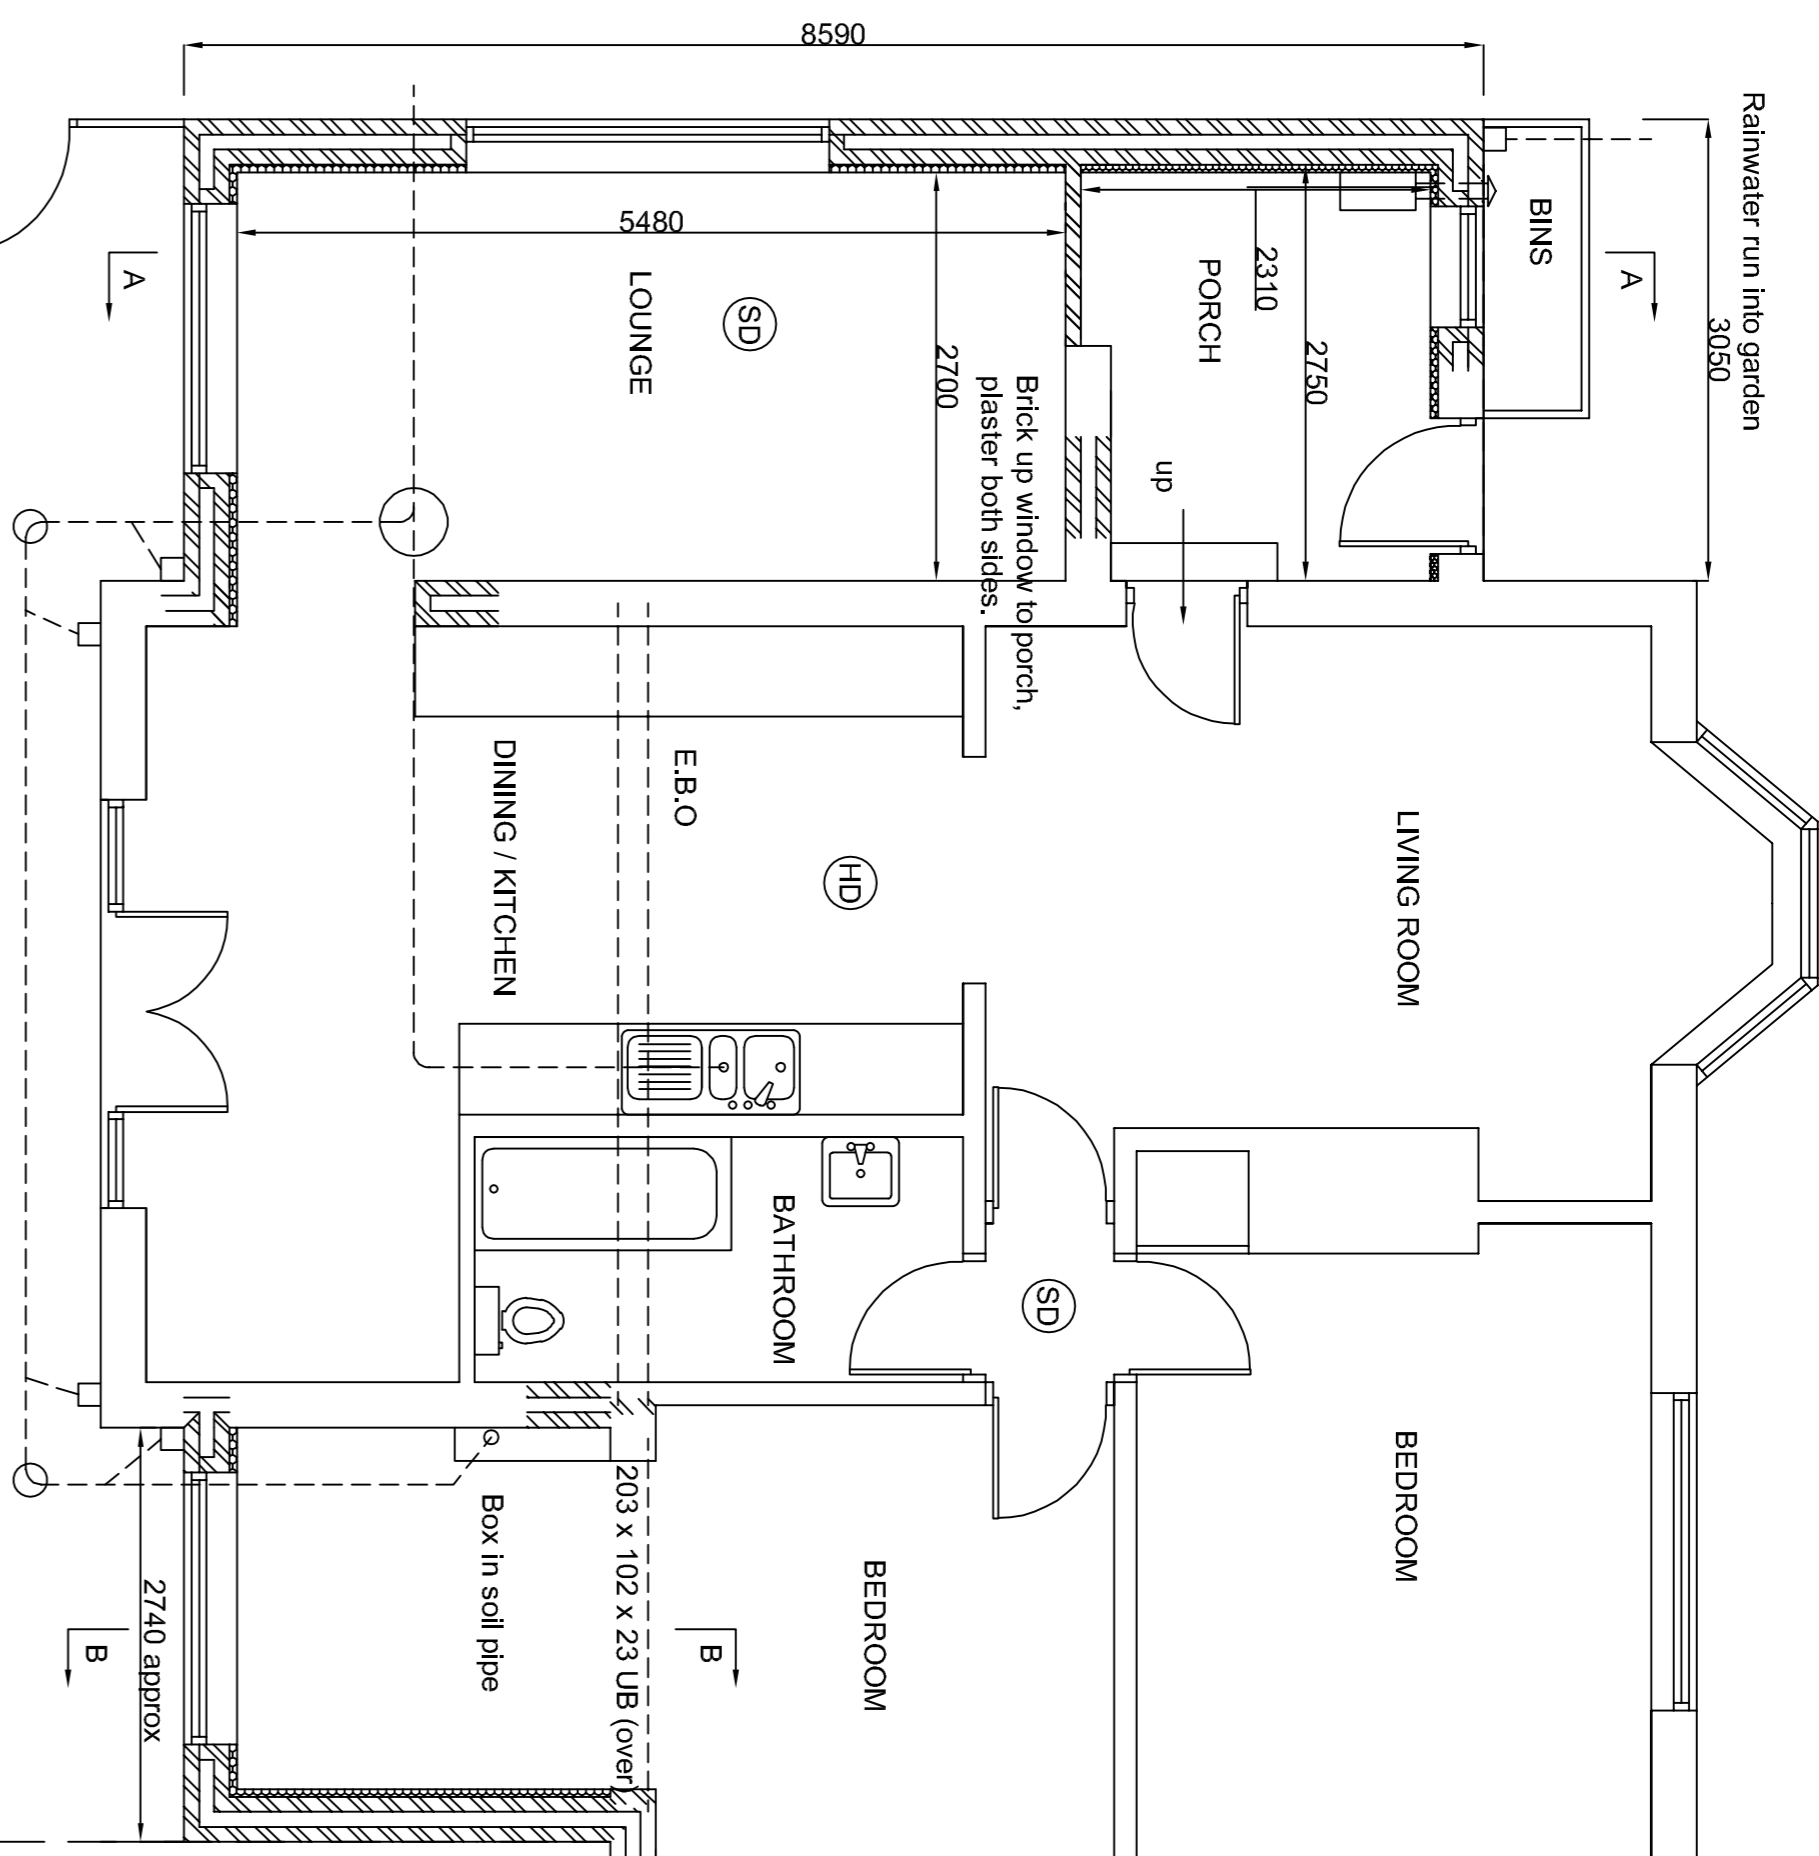 8590
Rainwater run into garden
3050
BINS
A
A
5480
LOUNGE
SD
2700
2310
PORCH
2750
Brick up window to porch,
plaster both sides.
up
DINING / KITCHEN
E.B.O
HD
LIVING ROOM
BATHROOM
SD
BEDROOM
BEDROOM
Box in soil pipe
203 x 102 x 23 UB (over)
2740 approx
B
B